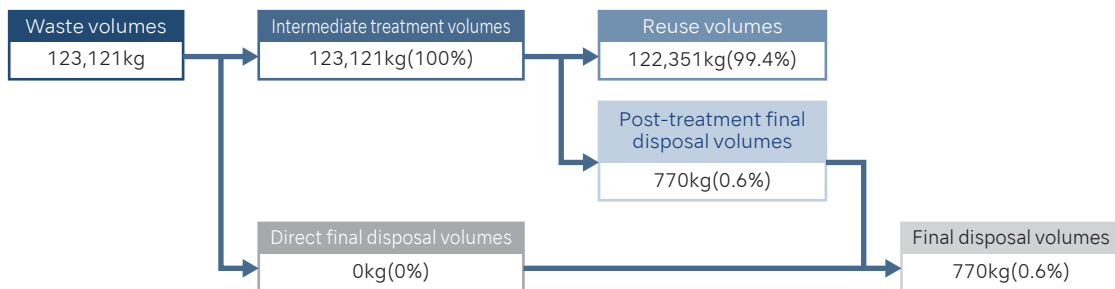 Waste volumes
123,121kg
Intermediate treatment volumes
123,121kg(100%)
Reuse volumes
122,351kg(99.4%)
Post-treatment final
disposal volumes
770kg(0.6%)
Direct final disposal volumes
0kg(0%)
Final disposal volumes
770kg(0.6%)